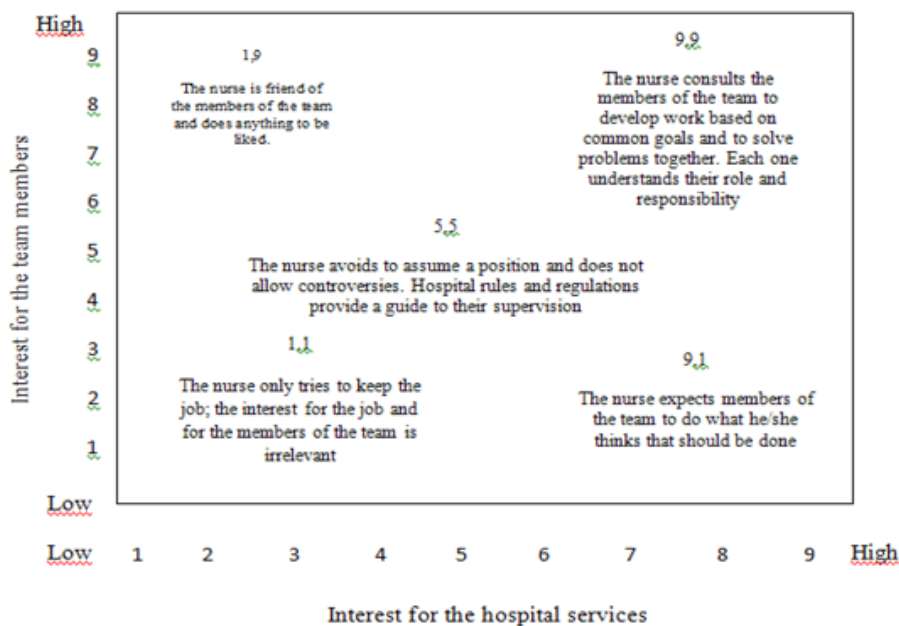 High
9
8
7
6
5
4
3
2
1
Low
Interest for the team members
1,9
The nurse is friend of
the members of the team
and does anything to be
liked.
9,9
The nurse consults the
members of the team to
develop work based on
common goals and to solve
problems together. Each one
understands their role and
responsibility
5,5
The nurse avoids to assume a position and does not
allow controversies. Hospital rules and regulations
provide a guide to their supervision
1,1
The nurse only tries to keep the
job; the interest for the job and
for the members of the team is
irrelevant
9,1
The nurse expects members of
the team to do what he/she
thinks that should be done
Low 1 2 3 4 5 6 7 8 9 High
Interest for the hospital services